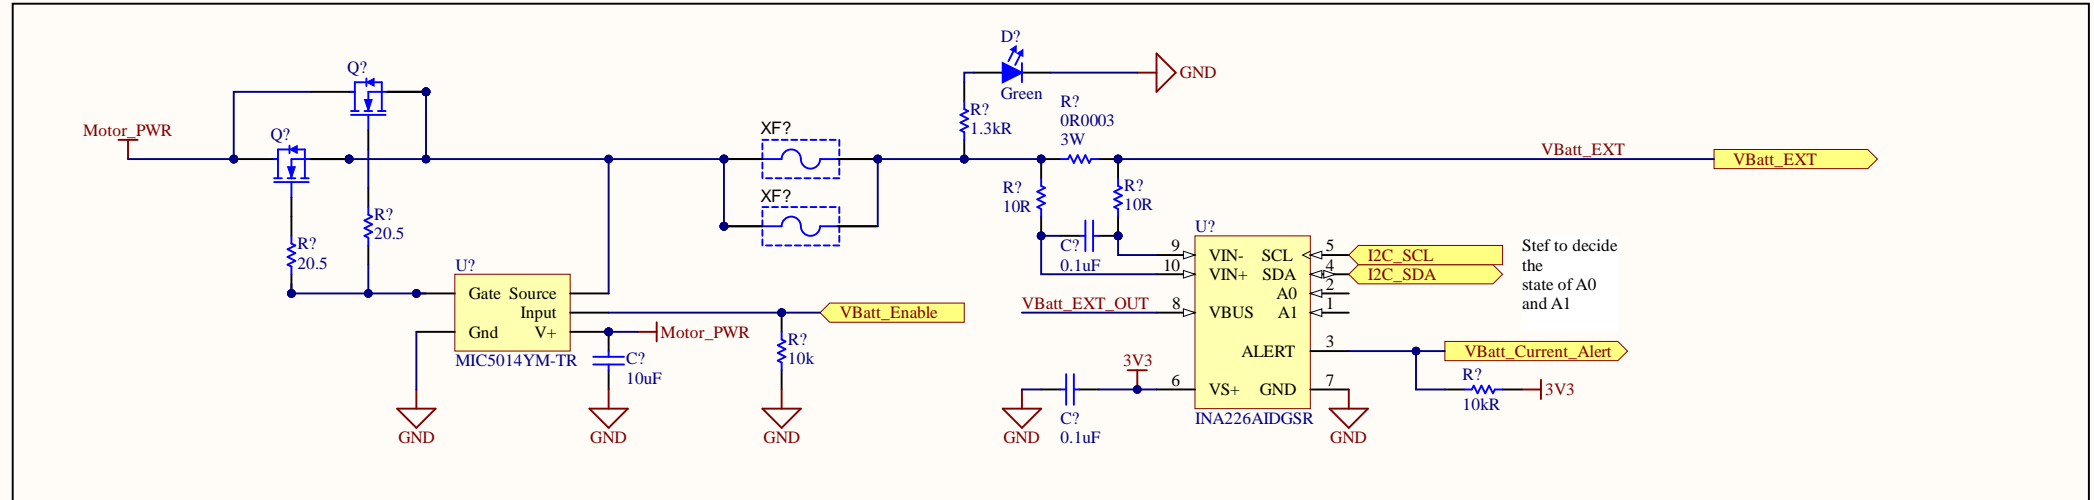 D?
Green
GND
Q?
Q?
Motor_PWR
XF?
XF?
R?
1.3kR
R?
0R0003
3W
VBatt_EXT
VBatt_EXT
R?
20.5
R?
20.5
R?
10R
R?
10R
C?
0.1uF
U?
Gate Source
Input
Gnd V+
MIC5014YM-TR
VBatt_Enable
Motor_PWR
C?
10uF
R?
10k
GND
GND
GND
U?
9 VIN- SCL 5
10 VIN+ SDA 4
A0 2
8 VBUS A1 1
ALERT 3
6 VS+ GND 7
INA226AIDGSR
I2C_SCL
I2C_SDA
Stef to decide
the
state of A0
and A1
VBatt_EXT_OUT
3V3
C?
0.1uF
GND
GND
VBatt_Current_Alert
R?
10kR
3V3